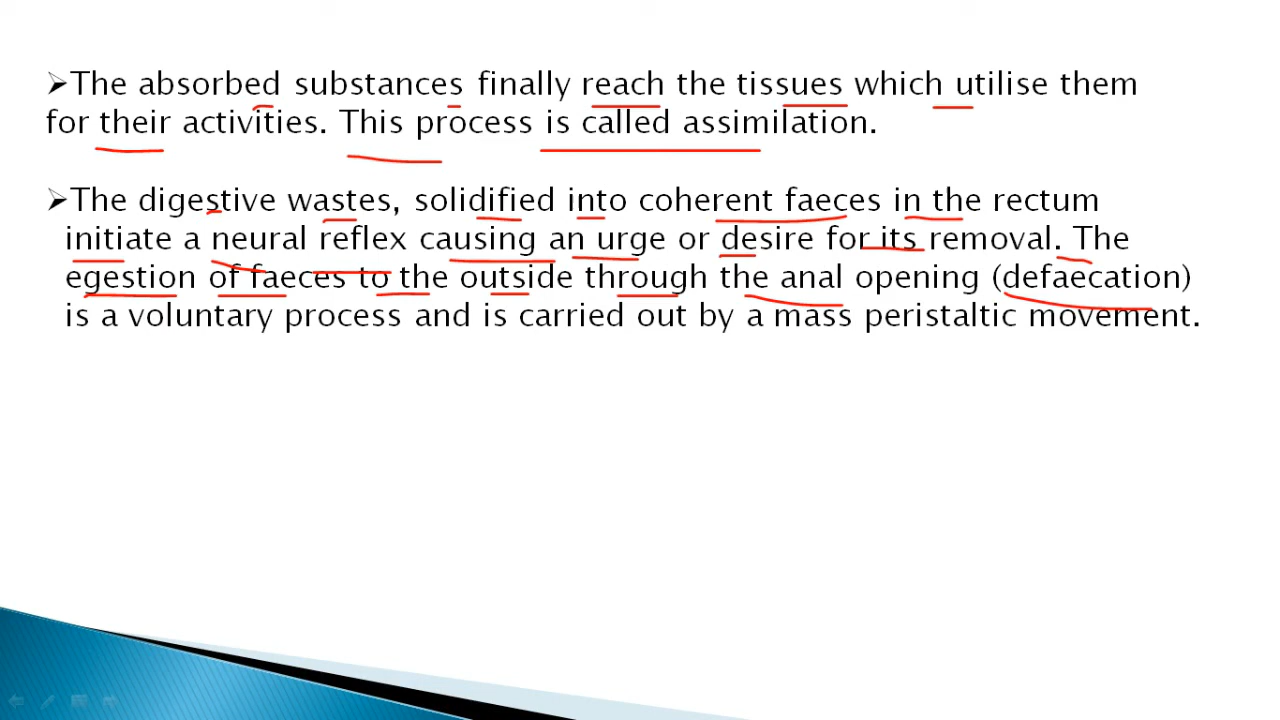 ➢The absorbed substances finally reach the tissues which utilise them
for their activities. This process is called assimilation.
➢The digestive wastes, solidified into coherent faeces in the rectum
initiate a neural reflex causing an urge or desire for its removal. The
egestion of faeces to the outside through the anal opening (defaecation)
is a voluntary process and is carried out by a mass peristaltic movement.